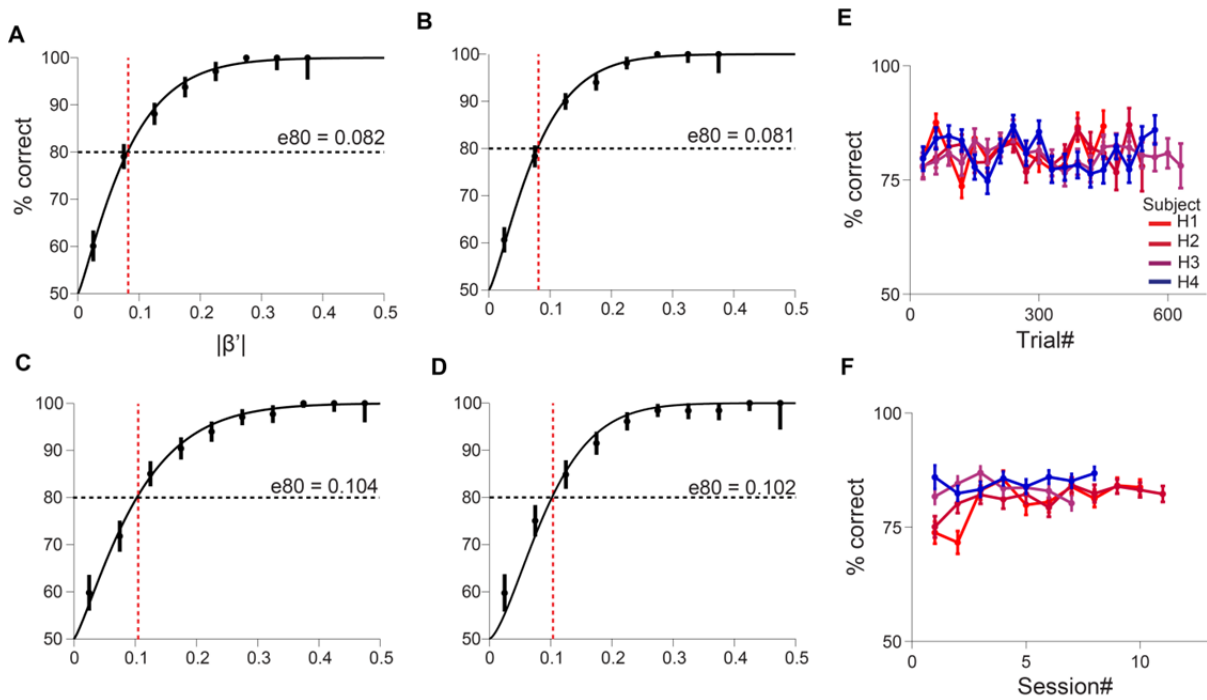 A
100
90
80
70
60
50
% correct
e80 = 0.082
0 0.1 0.2 0.3 0.4 0.5
|β'|
B
100
90
80
70
60
50
e80 = 0.081
0 0.1 0.2 0.3 0.4 0.5
E
100
75
50
% correct
Subject
H1
H2
H3
H4
300 600
Trial#
C
100
90
80
70
60
50
e80 = 0.104
0 0.1 0.2 0.3 0.4 0.5
D
100
90
80
70
60
50
e80 = 0.102
0 0.1 0.2 0.3 0.4 0.5
F
100
75
50
% correct
5 10
Session#